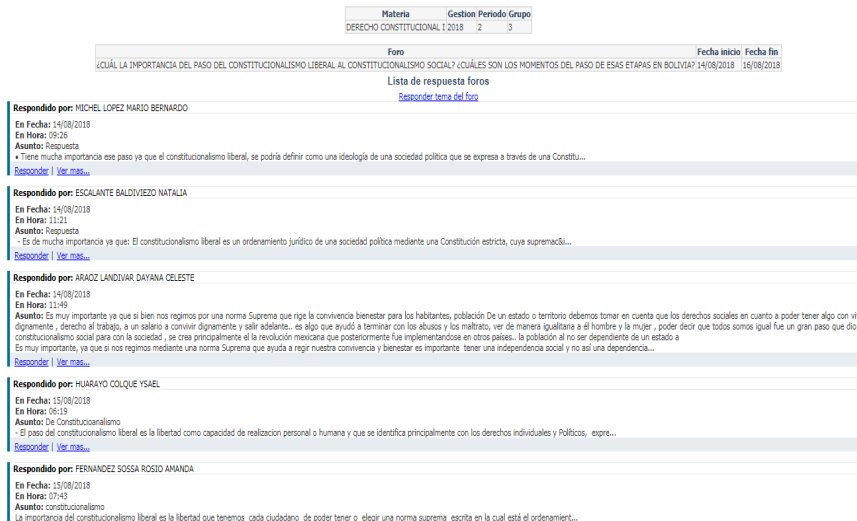 Materia Gestion Periodo Grupo
DERECHO CONSTITUCIONAL I 2018 2 3
Foro Fecha inicio Fecha fin
¿CUÁL LA IMPORTANCIA DEL PASO DEL CONSTITUCIONALISMO LIBERAL AL CONSTITUCIONALISMO SOCIAL? ¿CUÁLES SON LOS MOMENTOS DEL PASO DE ESAS ETAPAS EN BOLIVIA? 14/08/2018 16/08/2018
Lista de respuesta foros
Responder tema del foro
Respondido por: MICHEL LOPEZ MARIO BERNARDO
En Fecha: 14/08/2018
En Hora: 09:26
Asunto: Respuesta
• Tiene mucha importancia ese paso ya que el constitucionalismo liberal, se podría definir como una ideología de una sociedad política que se expresa a través de una Constitu...
Responder | Ver mas...
Respondido por: ESCALANTE BALDIVIEZO NATALIA
En Fecha: 14/08/2018
En Hora: 11:21
Asunto: Respuesta
- Es de mucha importancia ya que: El constitucionalismo liberal es un ordenamiento jurídico de una sociedad política mediante una Constitución estricta, cuya supremac&i...
Responder | Ver mas...
Respondido por: ARAOZ LANDIVAR DAYANA CELESTE
En Fecha: 14/08/2018
En Hora: 11:49
Asunto: Es muy importante ya que si bien nos regimos por una norma Suprema que rige la convivencia bienestar para los habitantes, población De un estado o territorio debemos tomar en cuenta que los derechos sociales en cuanto a poder tener algo con vi
dignamente , derecho al trabajo, a un salario a convivir dignamente y salir adelante.. es algo que ayudó a terminar con los abusos y los maltrato, ver de manera igualitaria a él hombre y la mujer , poder decir que todos somos igual fue un gran paso que dio
constitucionalismo social para con la sociedad , se crea principalmente el la revolución mexicana que posteriormente fue implementandose en otros países.. la población al no ser dependiente de un estado a
Es muy importante, ya que si nos regimos mediante una norma Suprema que ayuda a regir nuestra convivencia y bienestar es importante tener una independencia social y no así una dependencia...
Responder | Ver mas...
Respondido por: HUARAYO COLQUE YSAEL
En Fecha: 15/08/2018
En Hora: 06:19
Asunto: De Constitucioanalismo
- El paso del constitucionalismo liberal es la libertad como capacidad de realizacion personal o humana y que se identifica principalmente con los derechos individuales y Políticos, expre...
Responder | Ver mas...
Respondido por: FERNANDEZ SOSSA ROSIO AMANDA
En Fecha: 15/08/2018
En Hora: 07:43
Asunto: constitucionalismo
La importancia del constitucionalismo liberal es la libertad que tenemos cada ciudadano de poder tener o elegir una norma suprema escrita en la cual está el ordenamient...